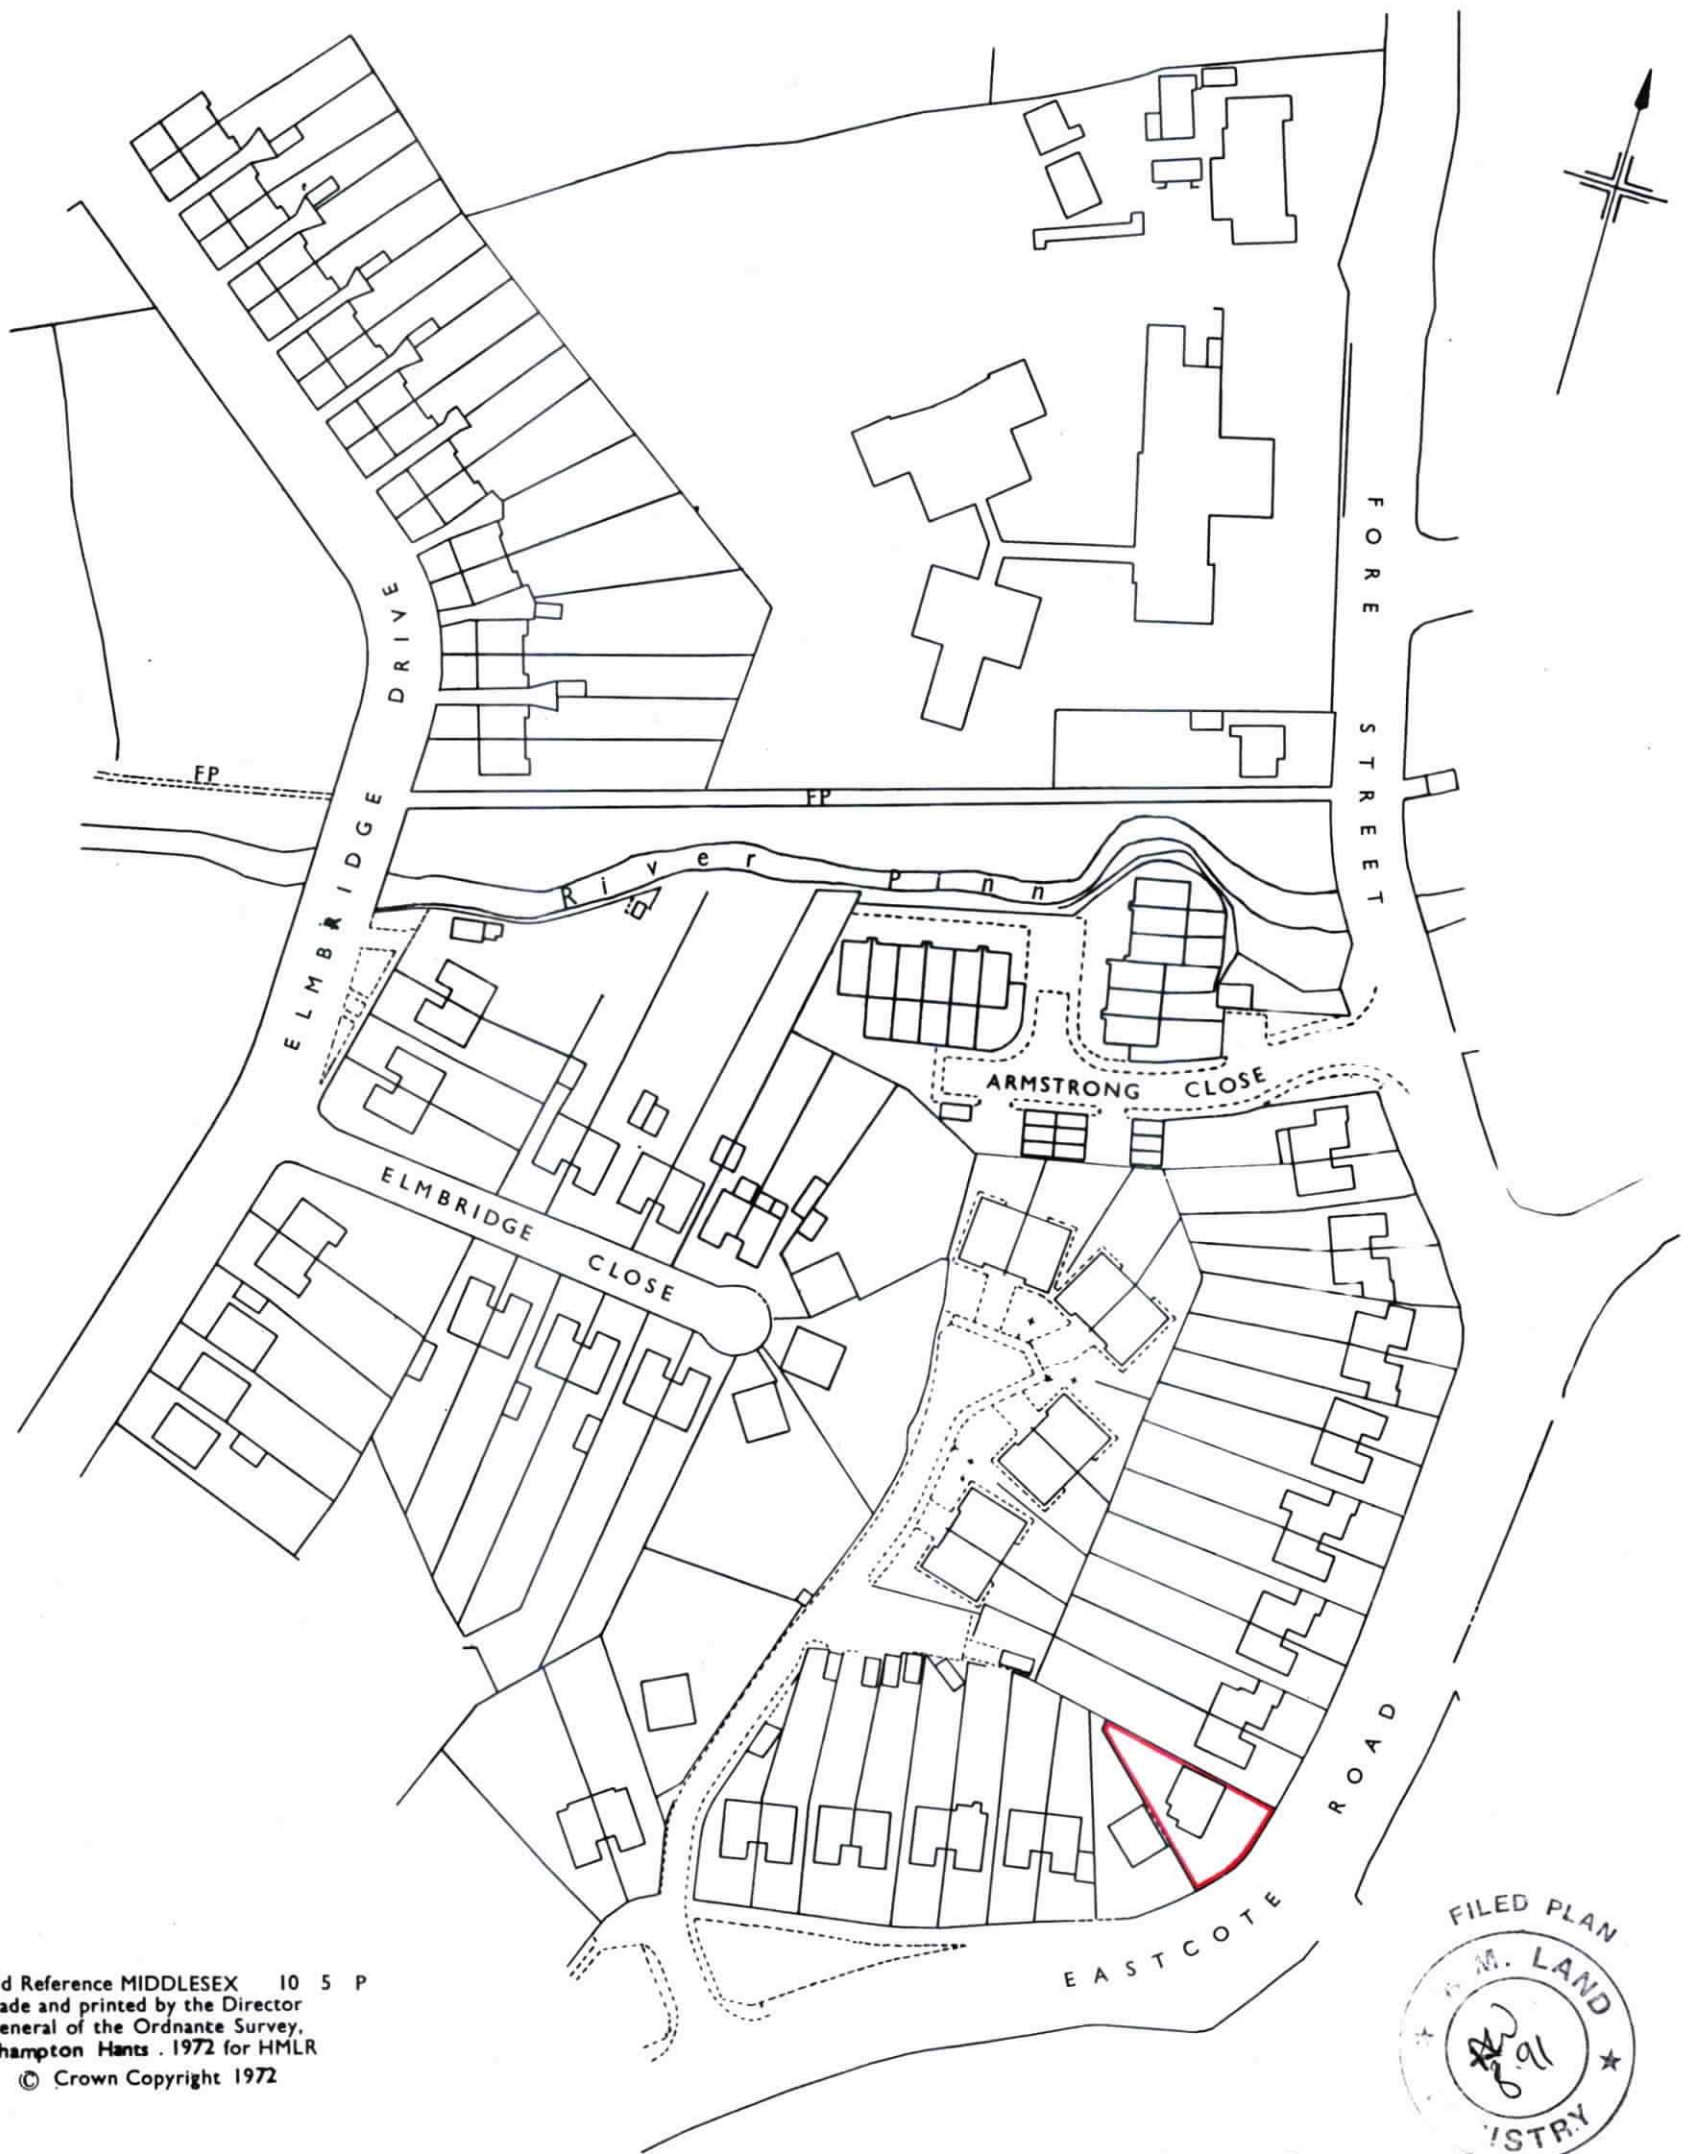 FORE STREET
ELMBRIDGE DRIVE
FP
FP
River Pinn
ARMSTRONG CLOSE
ELMBRIDGE CLOSE
EASTCOTE ROAD
d Reference MIDDLESEX 10 5 P
ade and printed by the Director
eneral of the Ordnance Survey,
hampton Hants . 1972 for HMLR
© Crown Copyright 1972
FILED PLAN
M. LAND
91
ISTRY